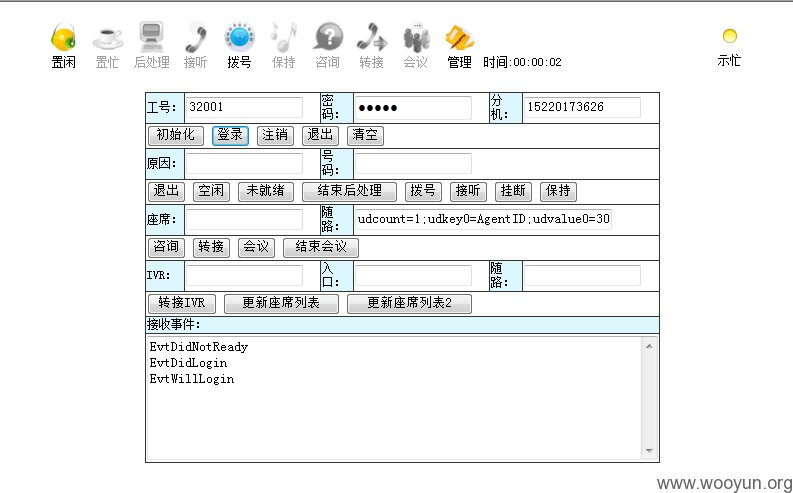 置闲 置忙 后处理 接听 拨号 保持 咨询 转接 会议 管理 时间:00:00:02 示忙
工号: 32001 密码: ●●●●● 分机: 15220173626
初始化 登录 注销 退出 清空
原因: 号码:
退出 空闲 未就绪 结束后处理 拨号 接听 挂断 保持
座席: 随路: udcount=1;udkey0=AgentID;udvalue0=30
咨询 转接 会议 结束会议
IVR: 入口: 随路:
转接IVR 更新座席列表 更新座席列表2
接收事件:
EvtDidNotReady
EvtDidLogin
EvtWillLogin
www.wooyun.org